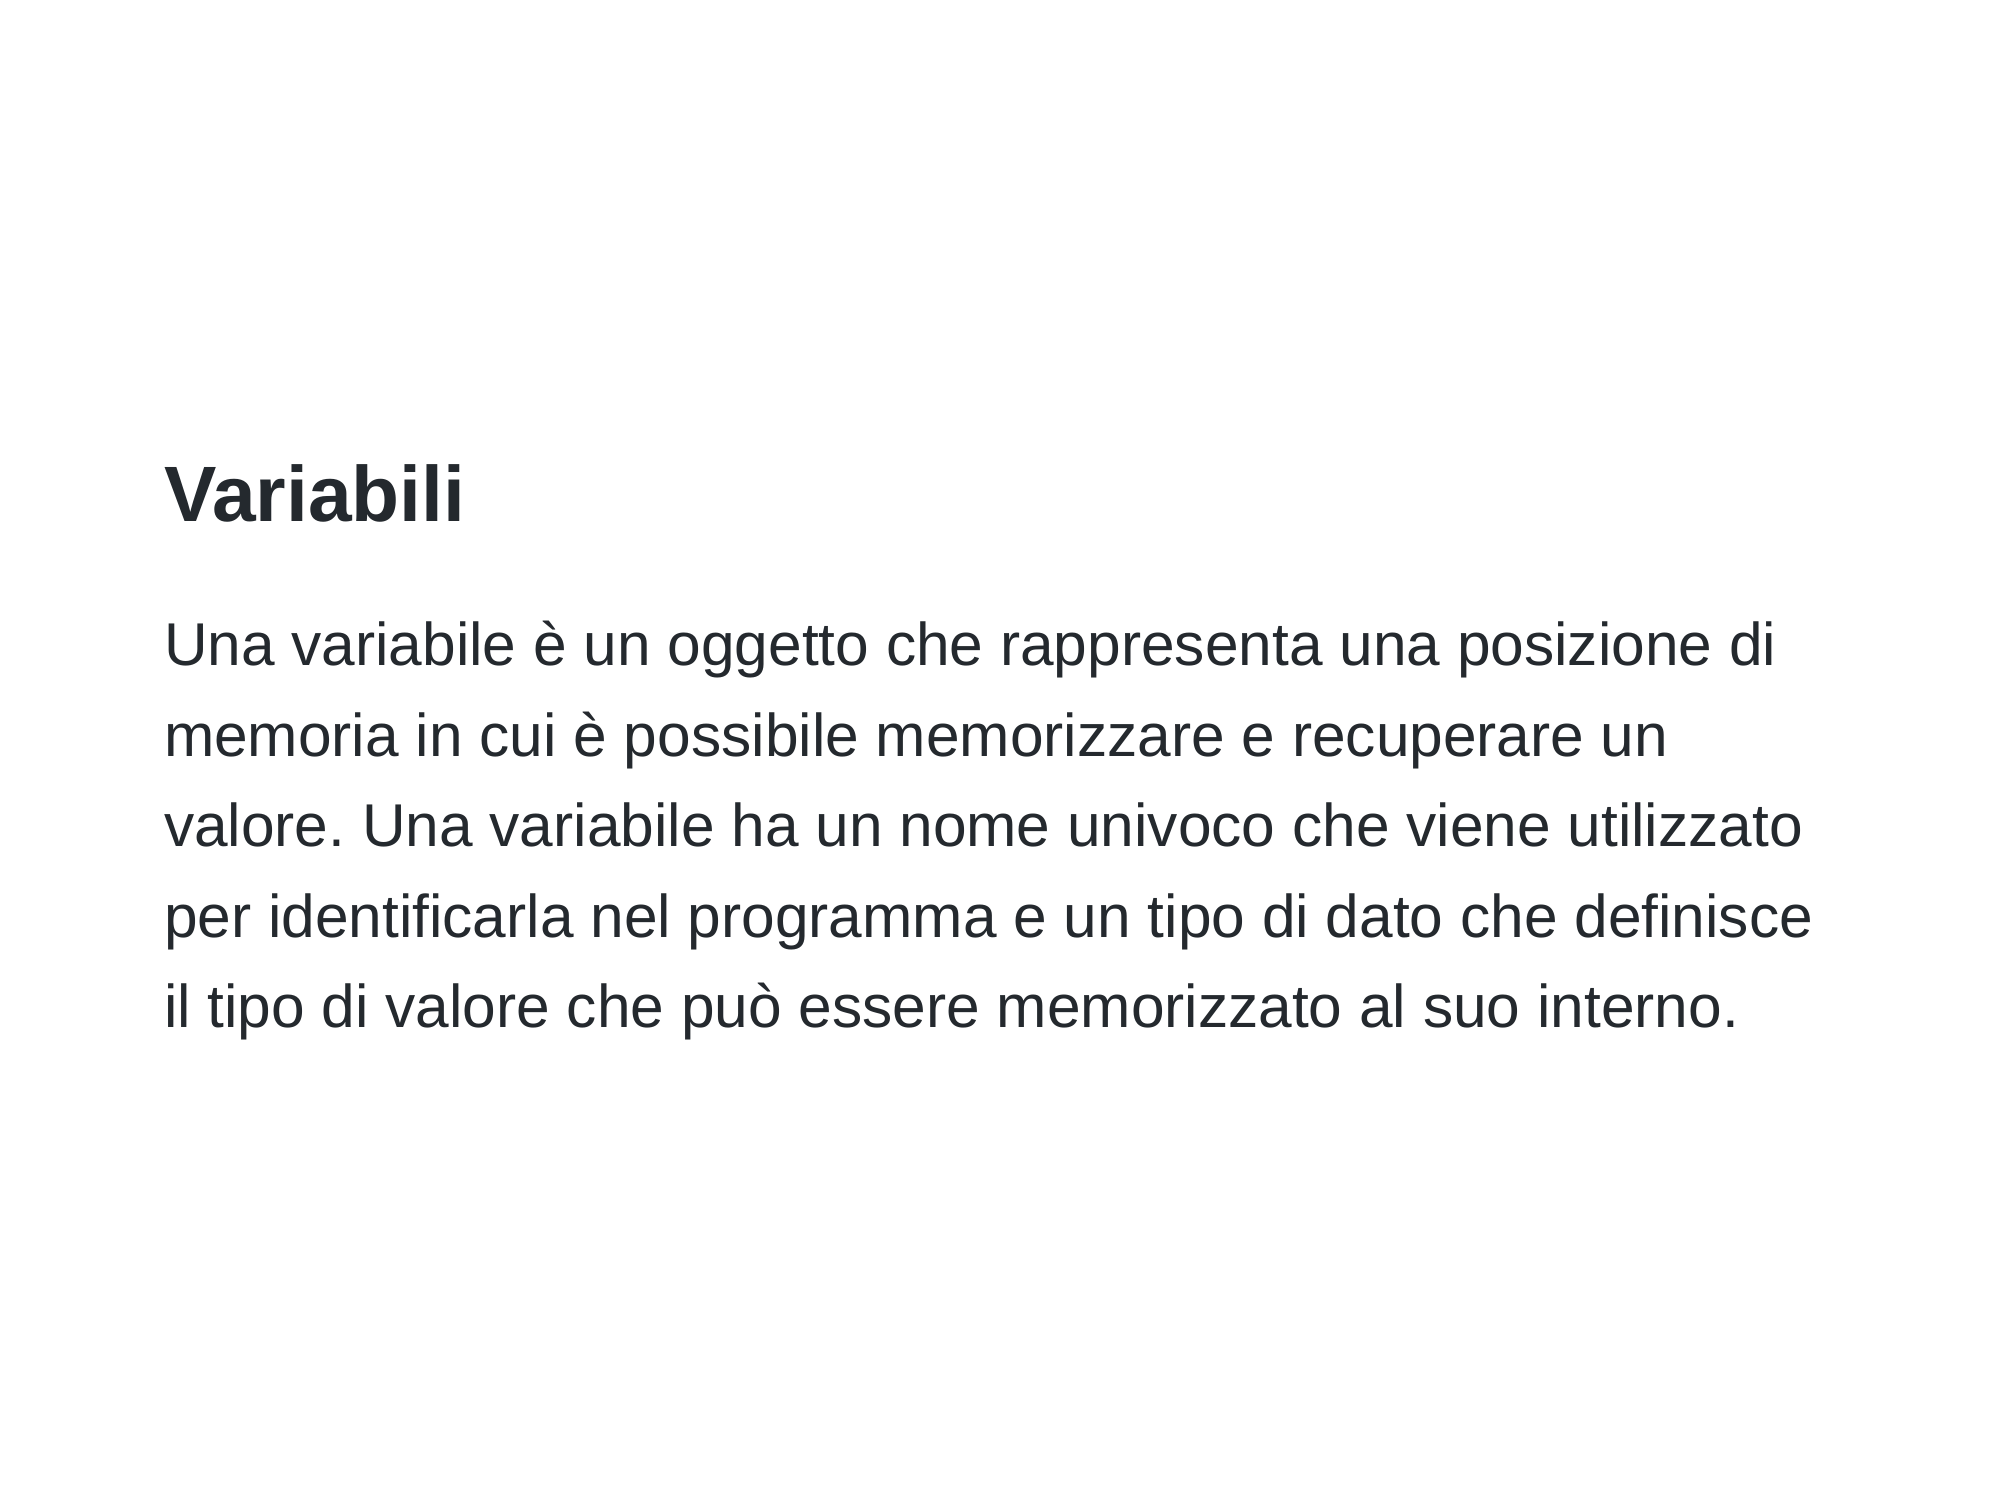 Variabili
Una variabile è un oggetto che rappresenta una posizione di
memoria in cui è possibile memorizzare e recuperare un
valore. Una variabile ha un nome univoco che viene utilizzato
per identificarla nel programma e un tipo di dato che definisce
il tipo di valore che può essere memorizzato al suo interno.